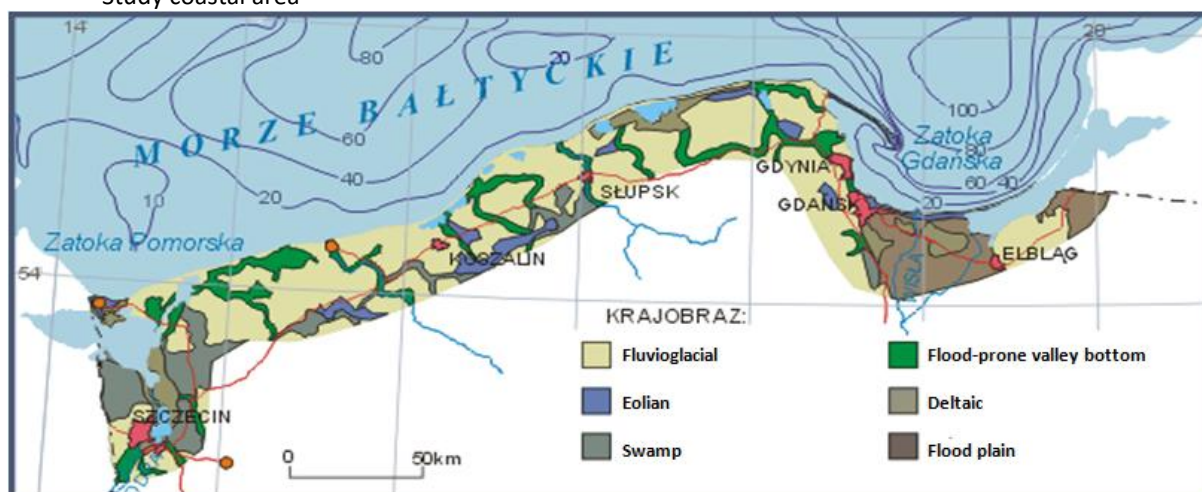 Study coastal area
14
20
80
20
60
100
MORZE BAŁTYCKIE
Zatoka
Gdańska
80
60
40
GDYNIA
40
SŁUPSK
10
20
GDAŃSK
20
Zatoka Pomorska
KOSZALIN
ELBLĄG
54
WISŁA
KRAJOBRAZ:
Fluvioglacial
Flood-prone valley bottom
Eolian
Deltaic
SZCZECIN
Swamp
Flood plain
0
50km